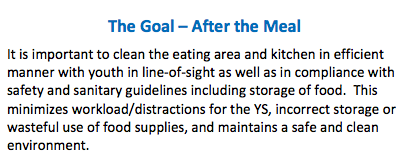 The Goal – After the Meal
It is important to clean the eating area and kitchen in efficient
manner with youth in line-of-sight as well as in compliance with
safety and sanitary guidelines including storage of food.  This
minimizes workload/distractions for the YS, incorrect storage or
wasteful use of food supplies, and maintains a safe and clean
environment.